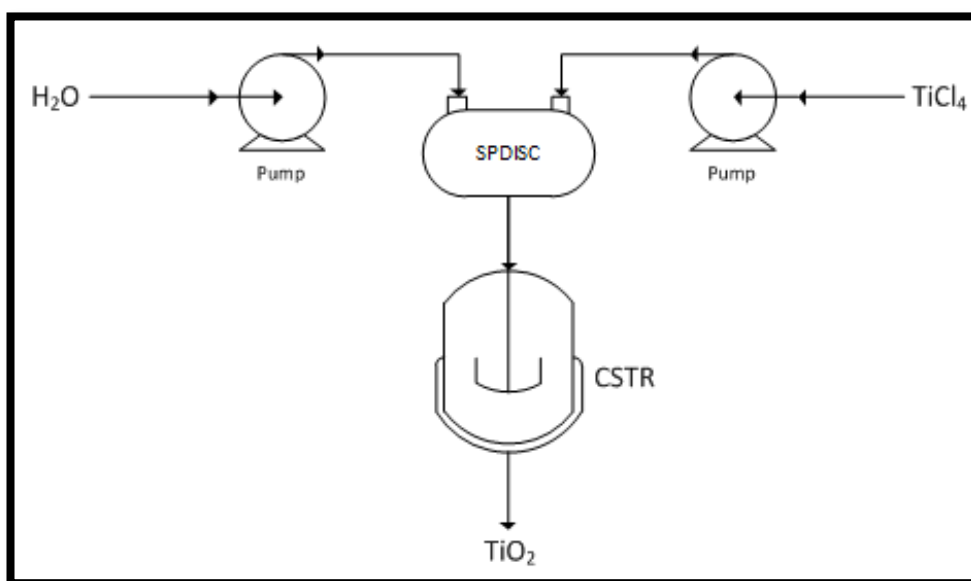 H₂O
TiCl₄
SPDISC
Pump
Pump
CSTR
TiO₂